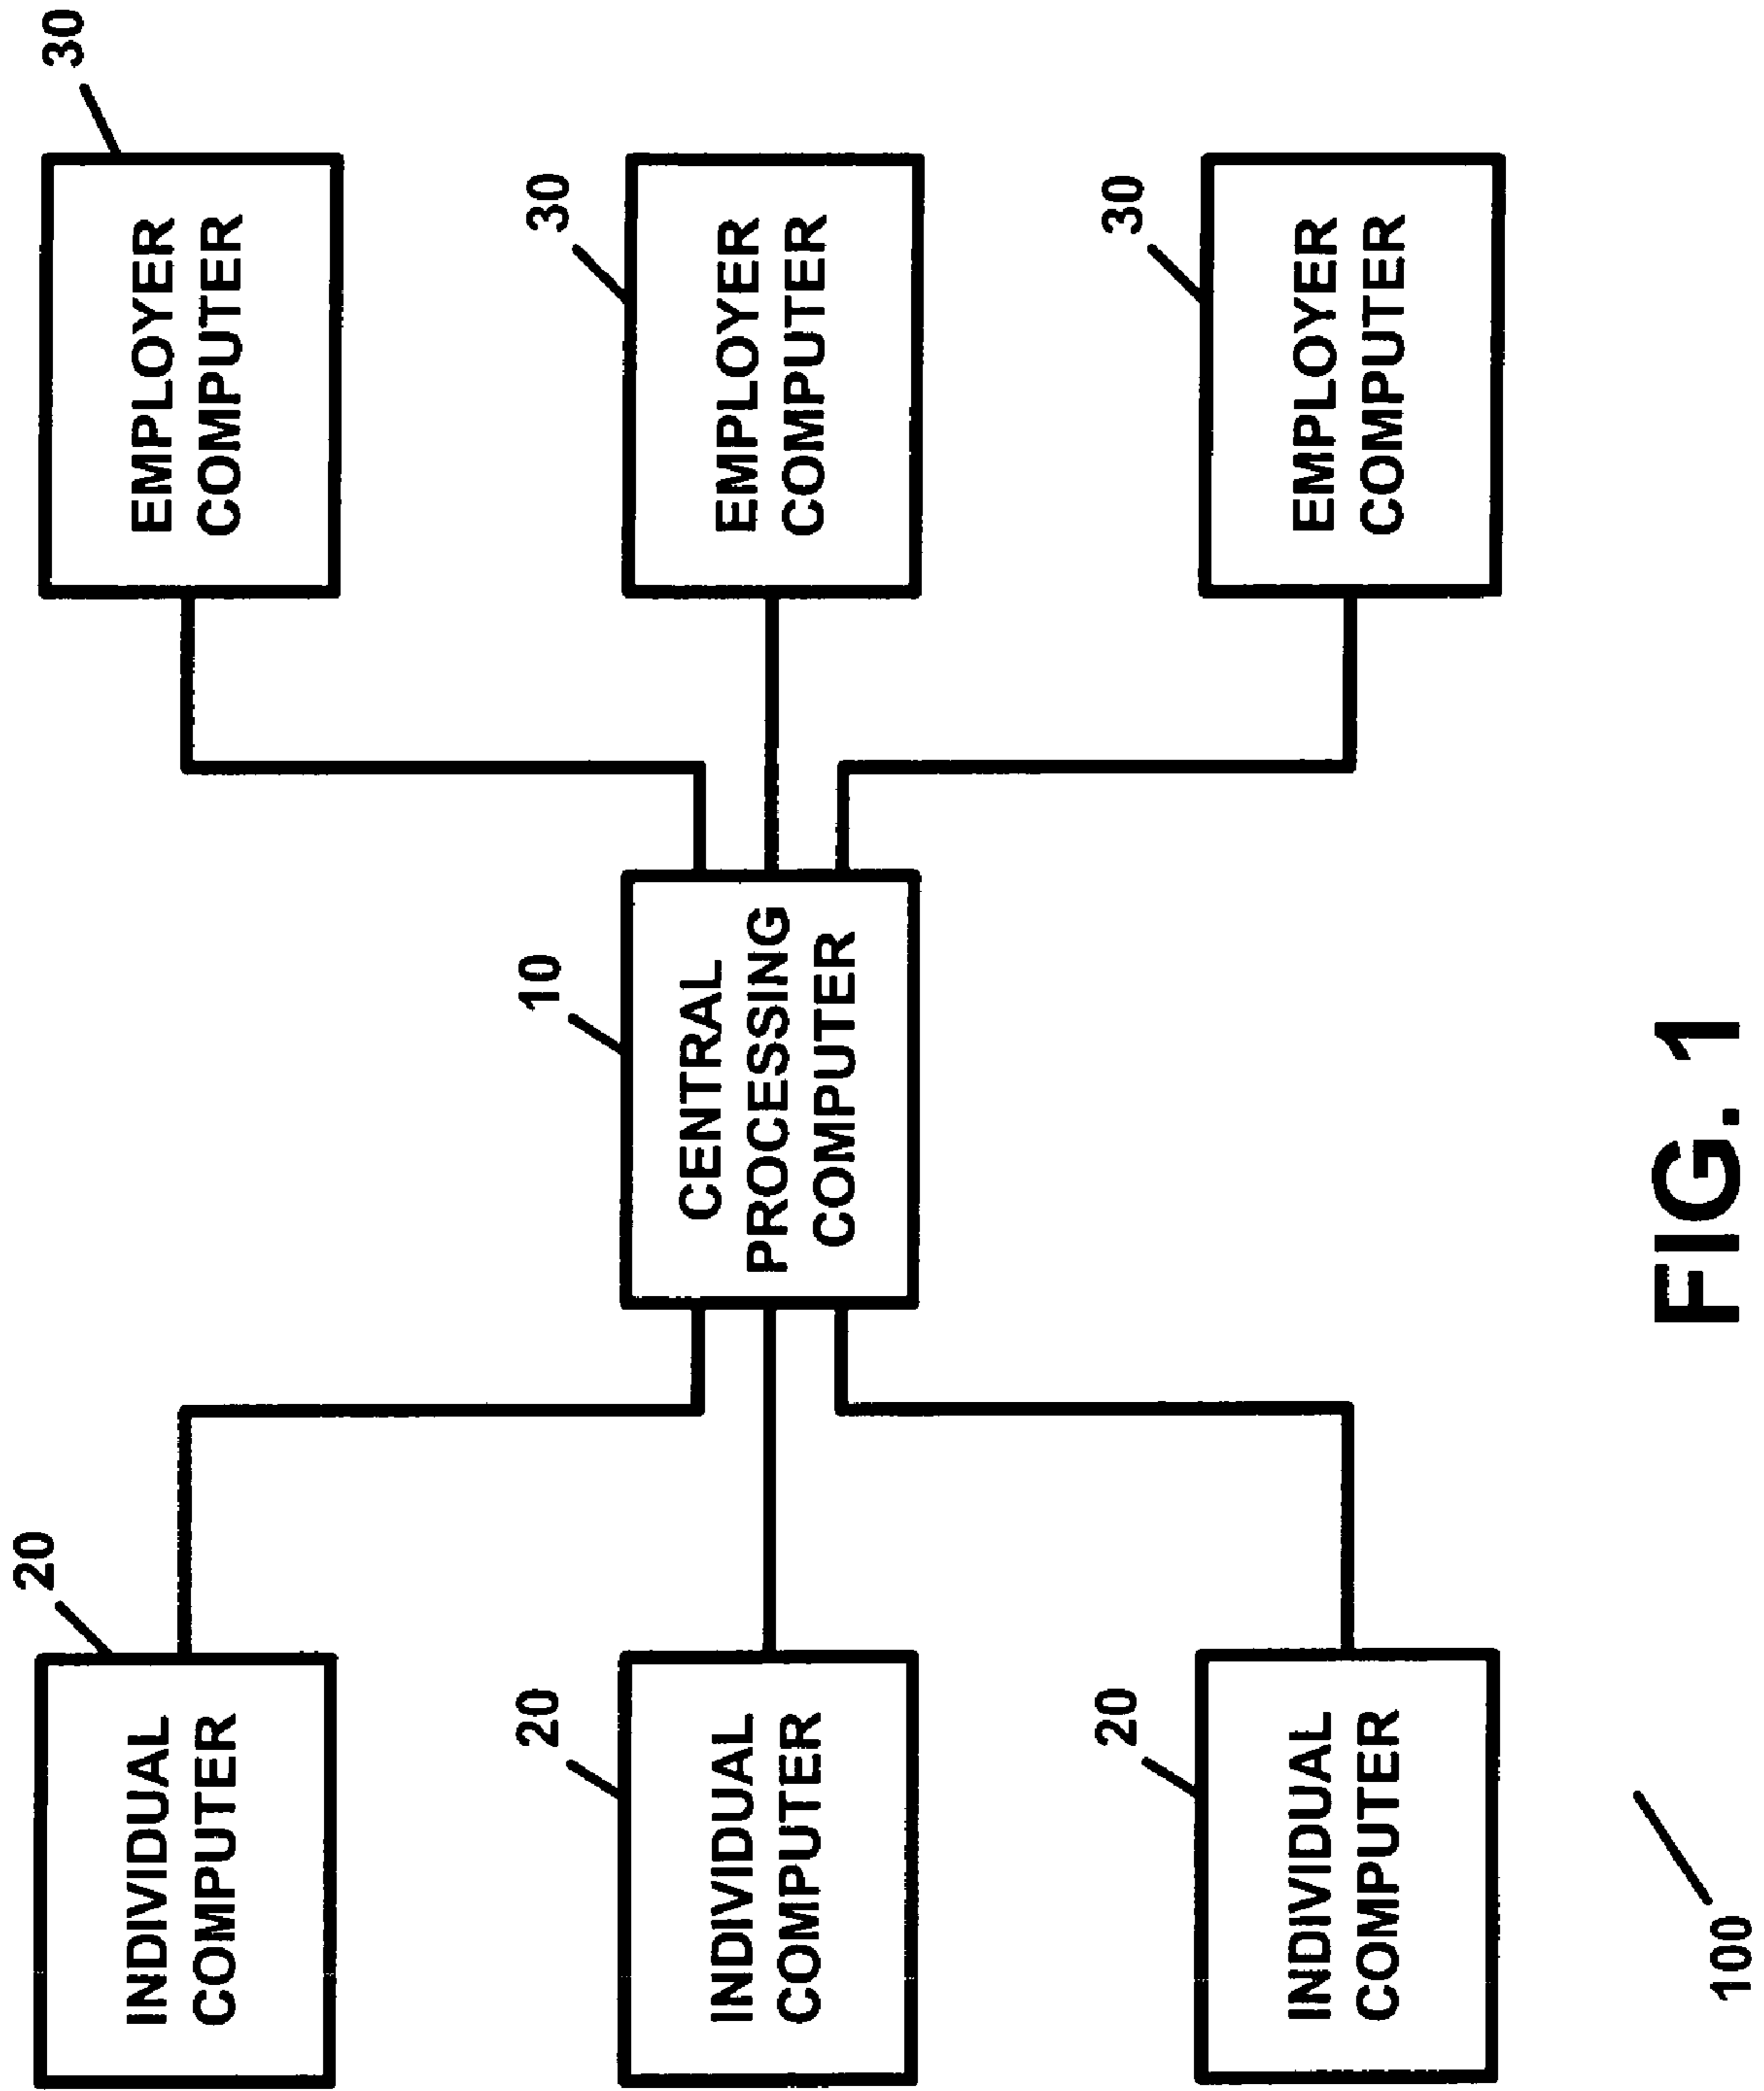 20
INDIVIDUAL
COMPUTER
20
INDIVIDUAL
COMPUTER
20
INDIVIDUAL
COMPUTER
10
CENTRAL
PROCESSING
COMPUTER
30
EMPLOYER
COMPUTER
30
EMPLOYER
COMPUTER
30
EMPLOYER
COMPUTER
100
FIG. 1